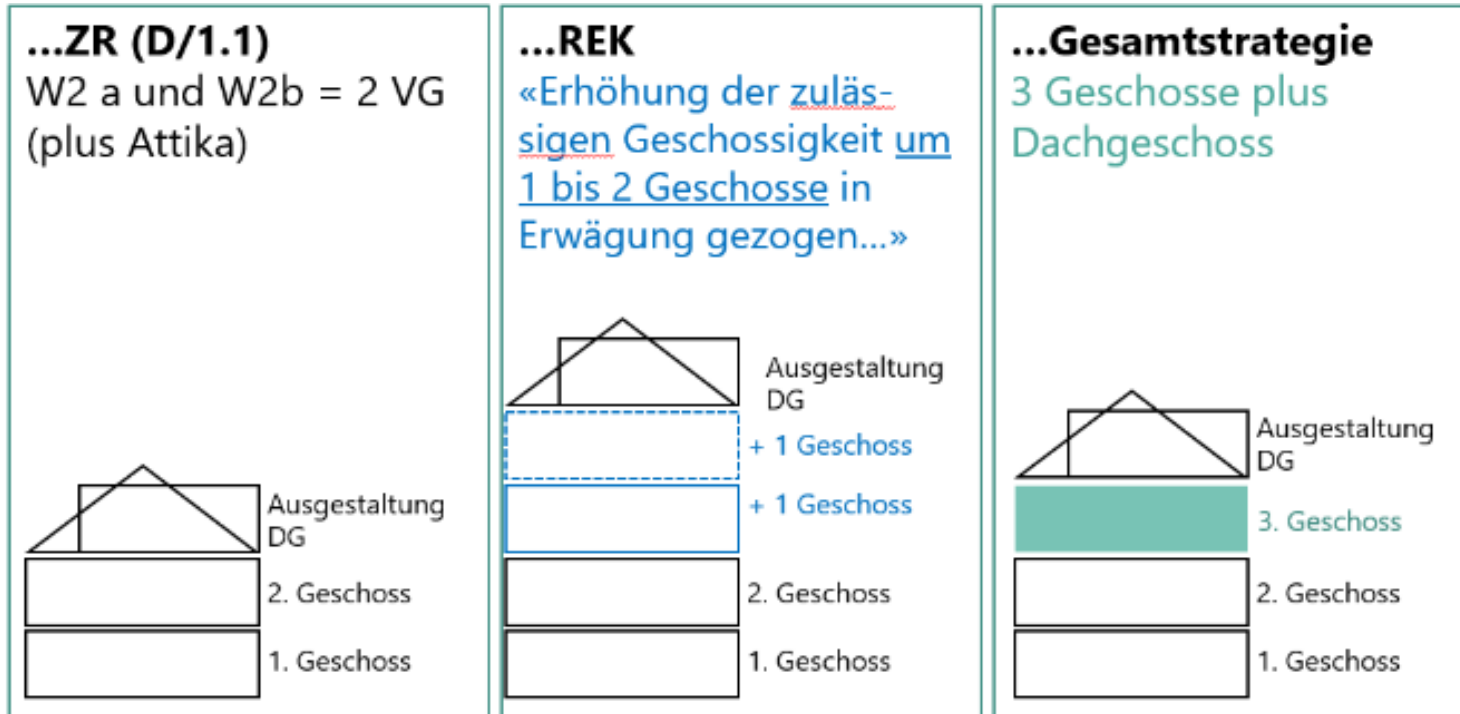 ...ZR (D/1.1)
W2 a und W2b = 2 VG
(plus Attika)
Ausgestaltung
DG
2. Geschoss
1. Geschoss
...REK
«Erhöhung der zuläs-
sigen Geschossigkeit um
1 bis 2 Geschosse in
Erwägung gezogen...»
Ausgestaltung
DG
+ 1 Geschoss
+ 1 Geschoss
2. Geschoss
1. Geschoss
...Gesamtstrategie
3 Geschosse plus
Dachgeschoss
Ausgestaltung
DG
3. Geschoss
2. Geschoss
1. Geschoss